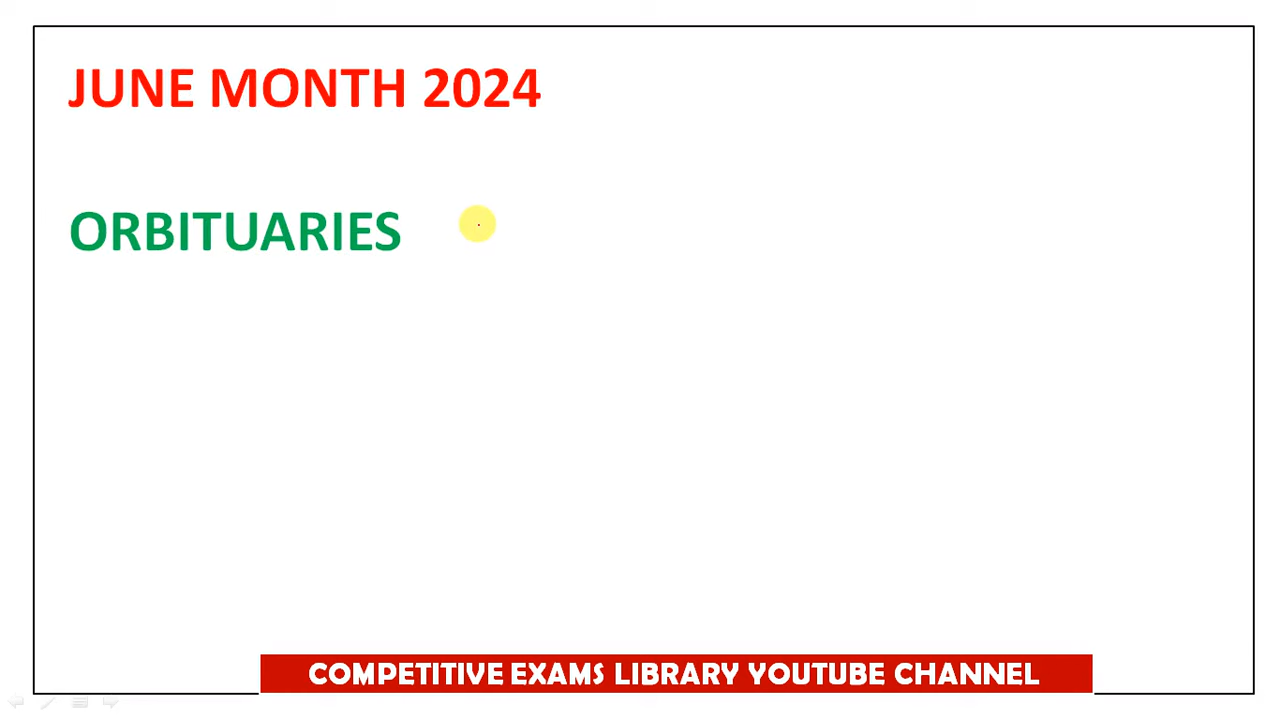 JUNE MONTH 2024
ORBITUARIES
COMPETITIVE EXAMS LIBRARY YOUTUBE CHANNEL